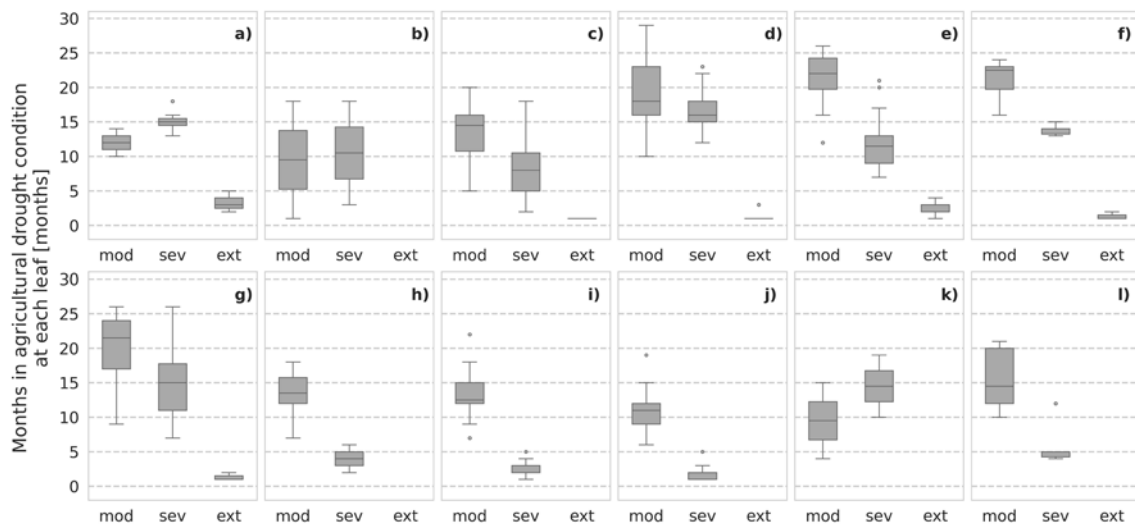 Months in agricultural drought condition
at each leaf [months]
30
25
20
15
10
5
0
a) b) c) d) e) f)
mod sev ext mod sev ext mod sev ext mod sev ext mod sev ext mod sev ext
30
25
20
15
10
5
0
g) h) i) j) k) l)
mod sev ext mod sev ext mod sev ext mod sev ext mod sev ext mod sev ext